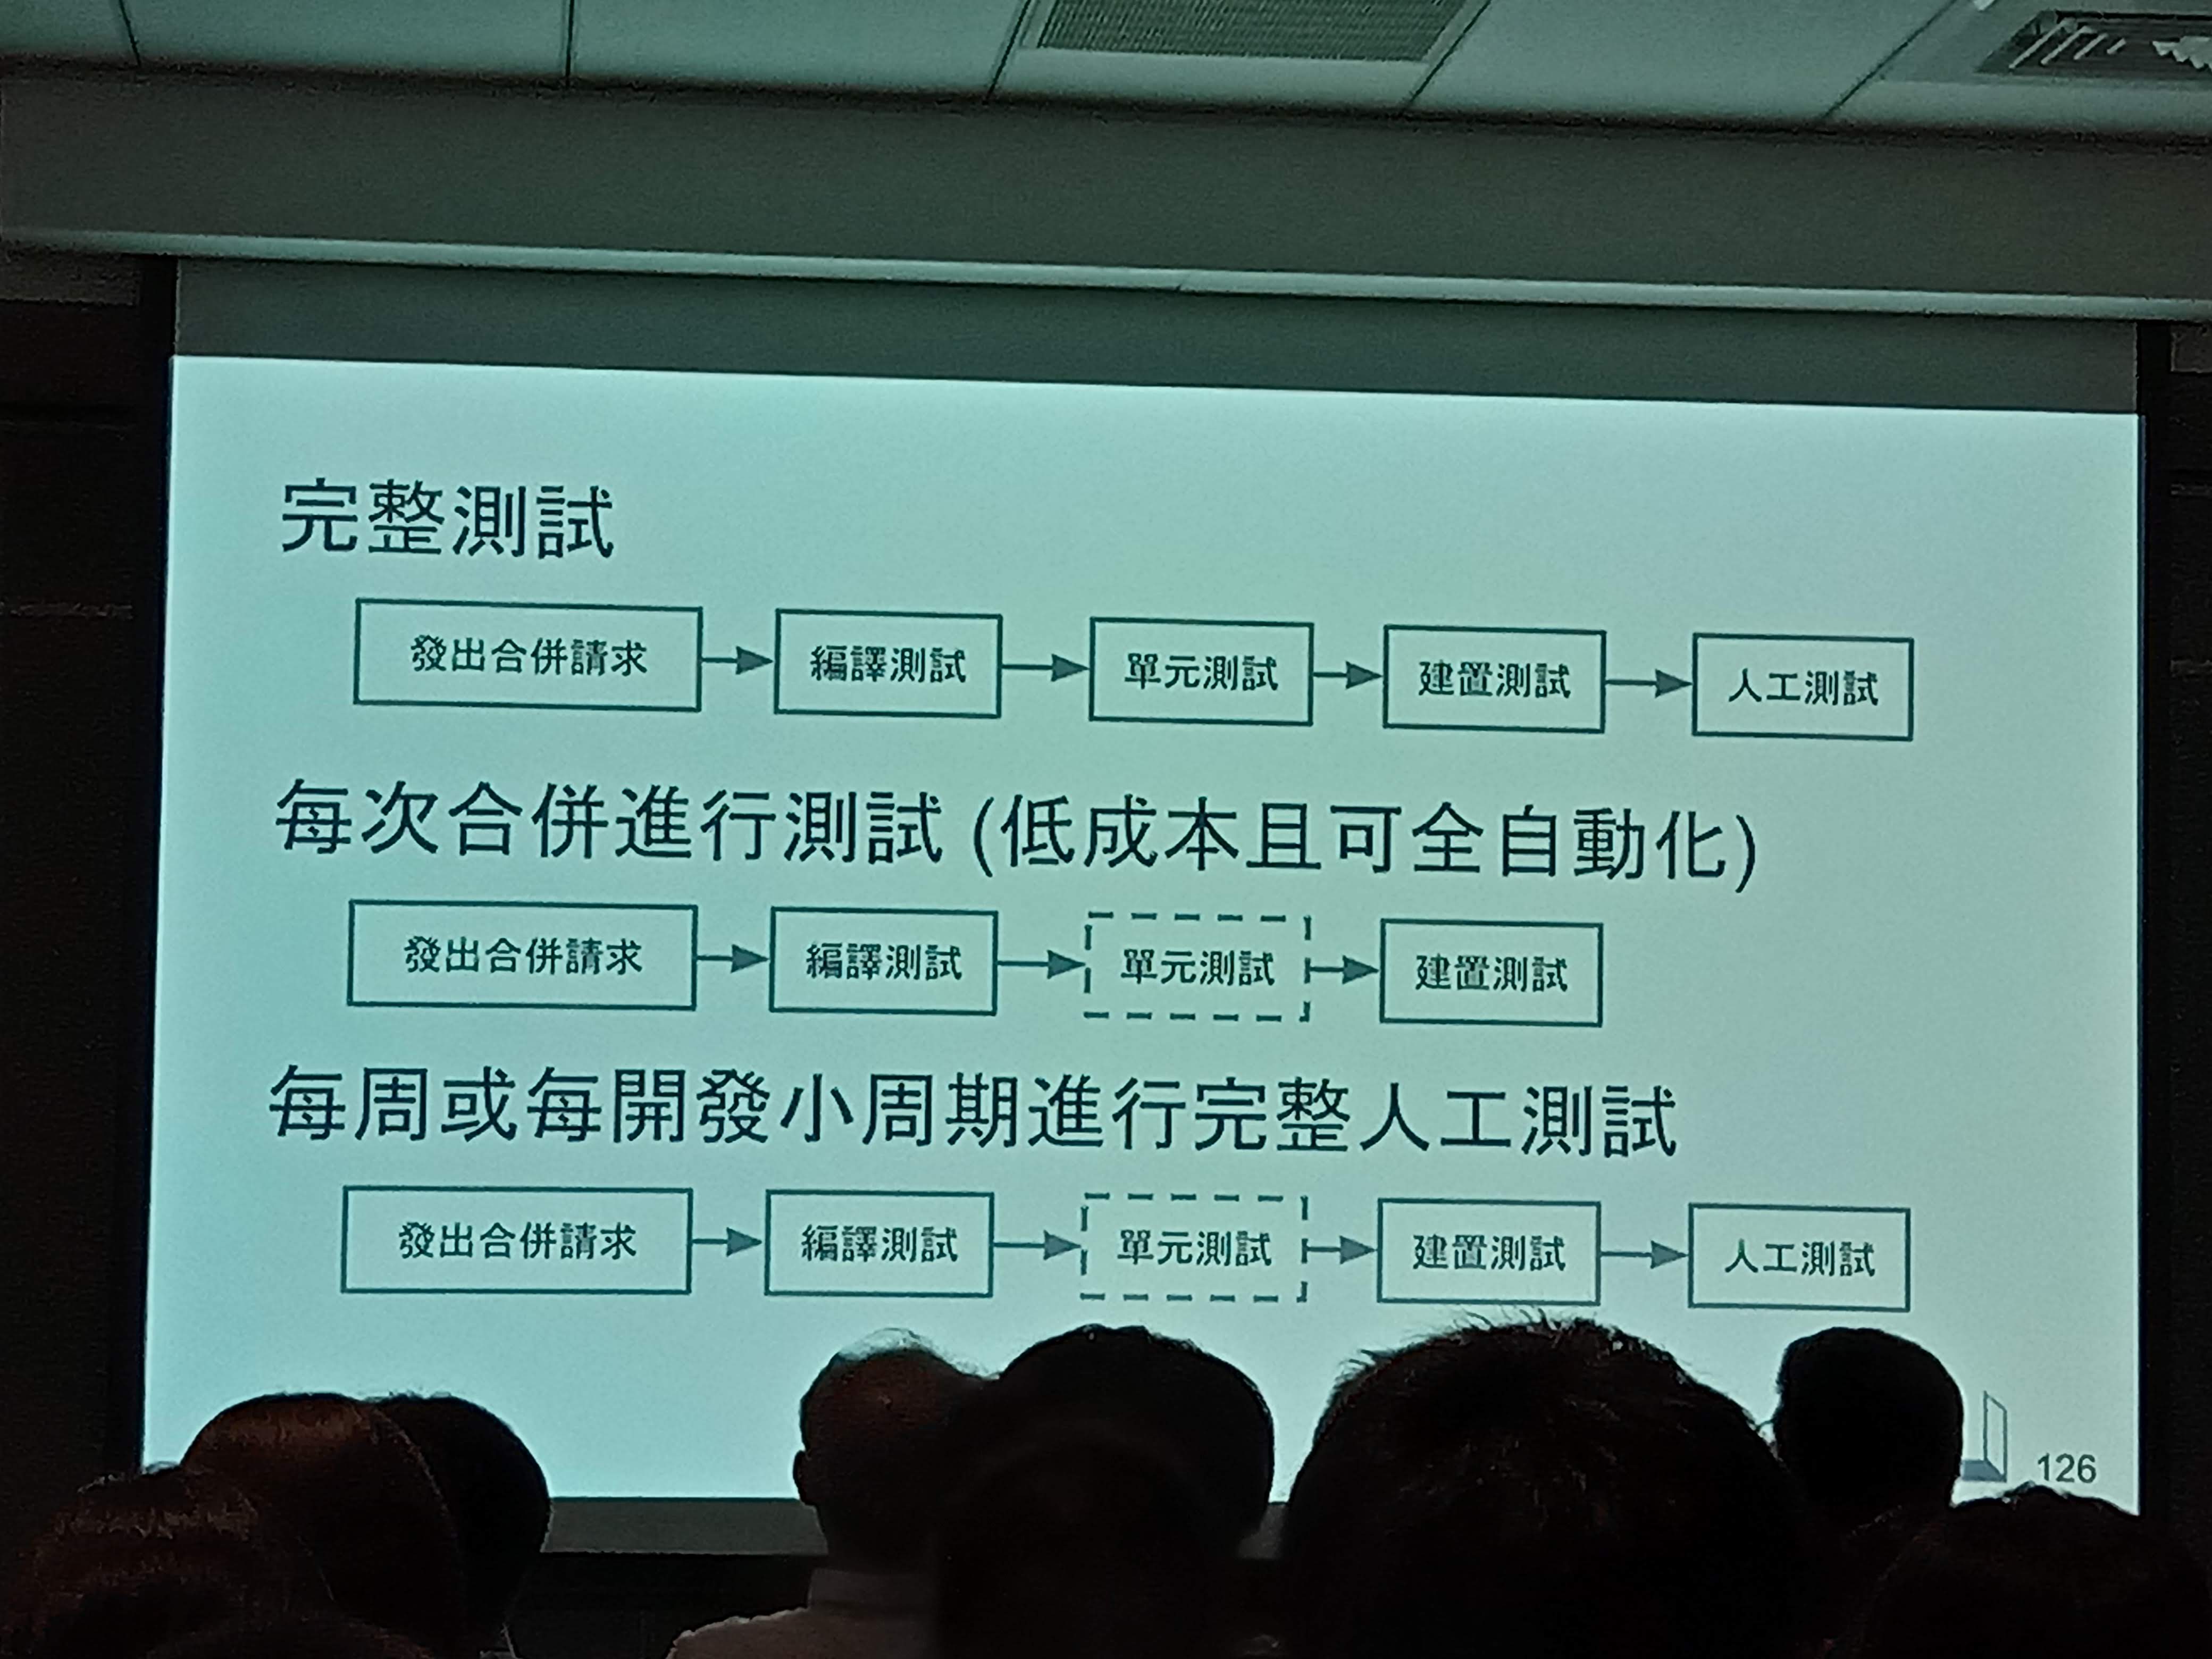 完整測試
發出合併請求 編譯測試 單元測試 建置測試 人工測試
每次合併進行測試 (低成本且可全自動化)
發出合併請求 編譯測試 單元測試 建置測試
每周或每開發小周期進行完整人工測試
發出合併請求 編譯測試 單元測試 建置測試 人工測試
126